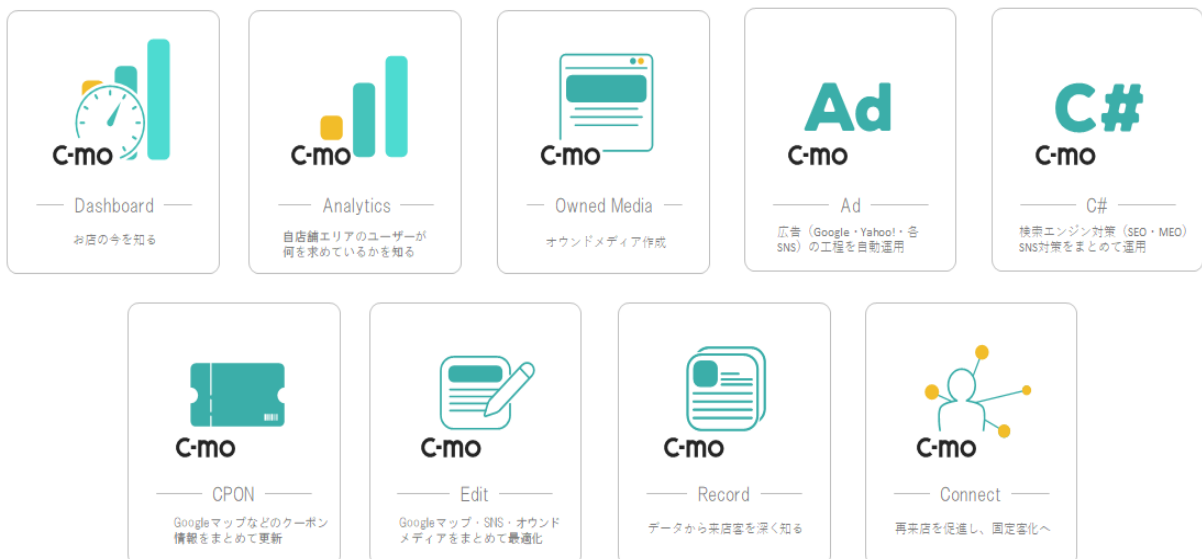 C-mo
Dashboard
お店の今を知る
C-mo
Analytics
自店舗エリアのユーザーが
何を求めているかを知る
C-mo
Owned Media
オウンドメディア作成
Ad
C-mo
Ad
広告（Google・Yahoo!・各
SNS）の工程を自動運用
C#
C-mo
C#
検索エンジン対策（SEO・MEO）
SNS対策をまとめて運用
C-mo
CPON
Googleマップなどのクーポン
情報をまとめて更新
C-mo
Edit
Googleマップ・SNS・オウンド
メディアをまとめて最適化
C-mo
Record
データから来店客を深く知る
C-mo
Connect
再来店を促進し、固定客化へ